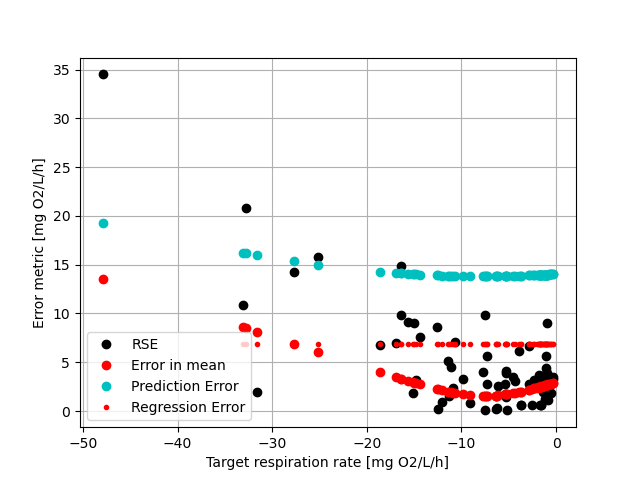 35
30
25
20
15
10
5
0
Error metric [mg O2/L/h]
RSE
Error in mean
Prediction Error
Regression Error
−50
−40
−30
−20
−10
0
Target respiration rate [mg O2/L/h]